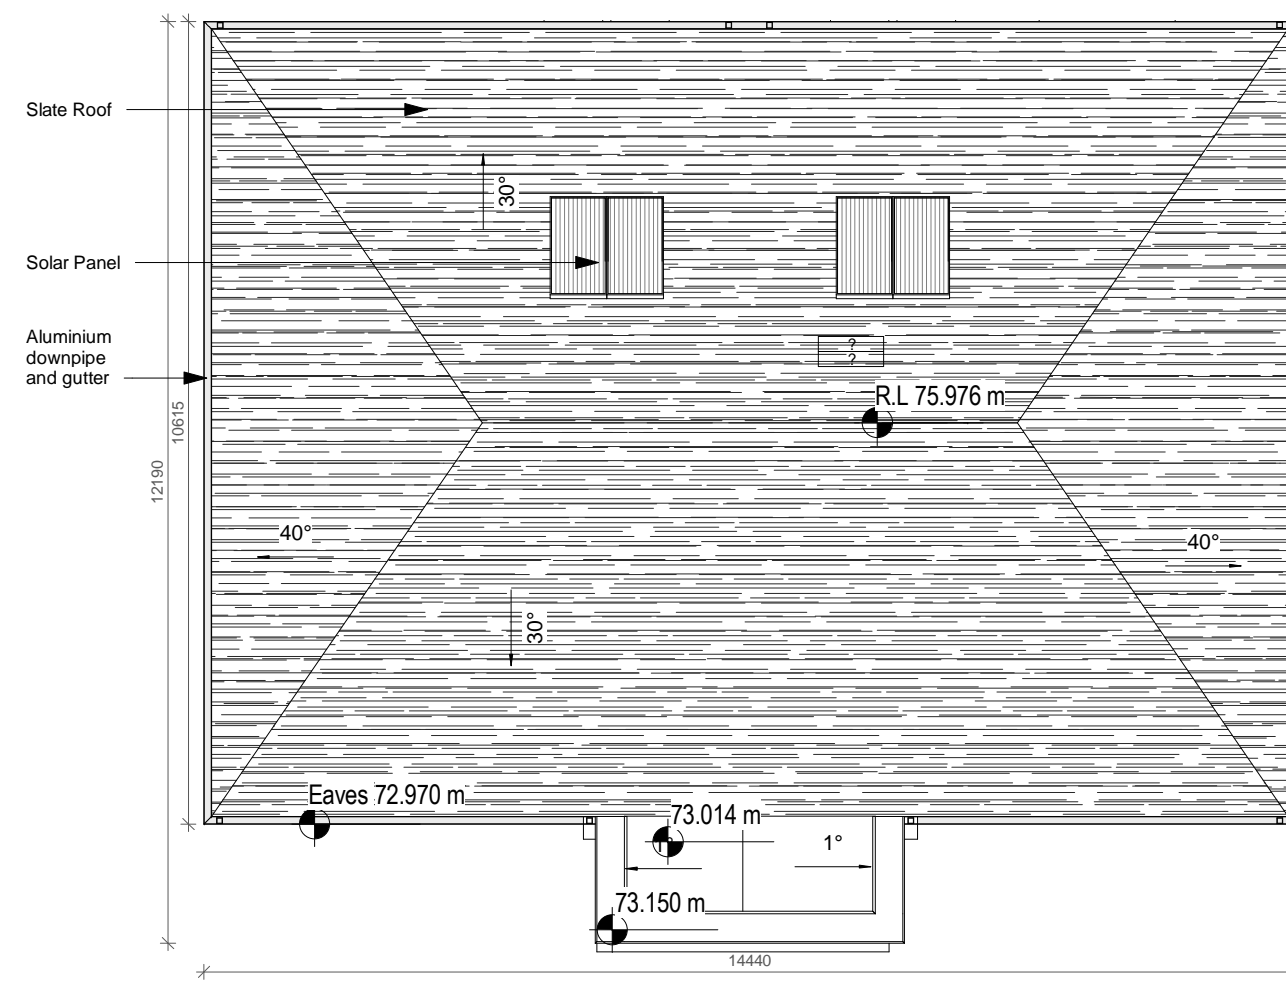 Slate Roof
30°
Solar Panel
Aluminium
downpipe
and gutter
?
?
R.L 75.976 m
10615
12190
40°
40°
30°
Eaves 72.970 m
73.014 m
1°
1°
73.150 m
14440